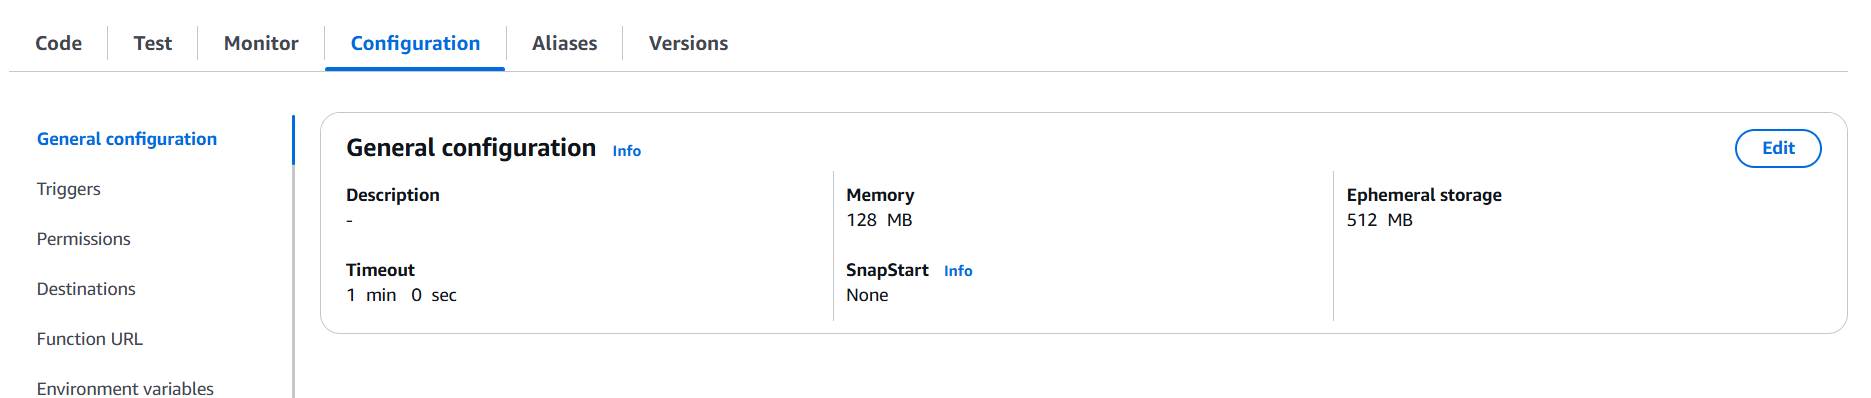 Code Test Monitor Configuration Aliases Versions
General configuration
Triggers
Permissions
Destinations
Function URL
Environment variables
General configuration Info Edit
Description
-
Timeout
1 min 0 sec
Memory
128 MB
SnapStart Info
None
Ephemeral storage
512 MB